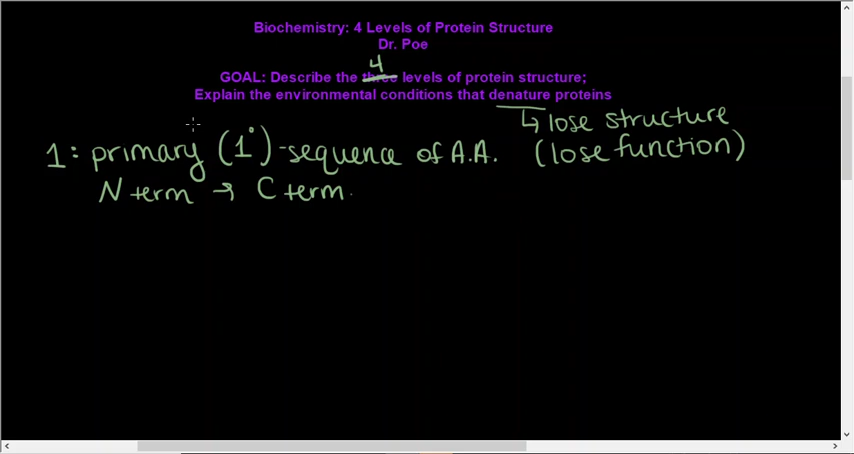 Biochemistry: 4 Levels of Protein Structure
Dr. Poe
4
GOAL: Describe the three levels of protein structure;
Explain the environmental conditions that denature proteins
↳ lose structure
1: primary (1°) - sequence of A.A. (lose function)
N term → C term.